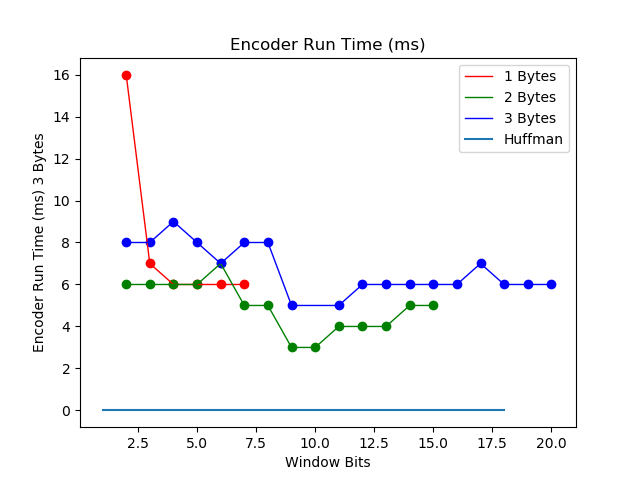 Encoder Run Time (ms)
1 Bytes
2 Bytes
3 Bytes
Huffman
Encoder Run Time (ms) 3 Bytes
16
14
12
10
8
6
4
2
0
2.5 5.0 7.5 10.0 12.5 15.0 17.5 20.0
Window Bits